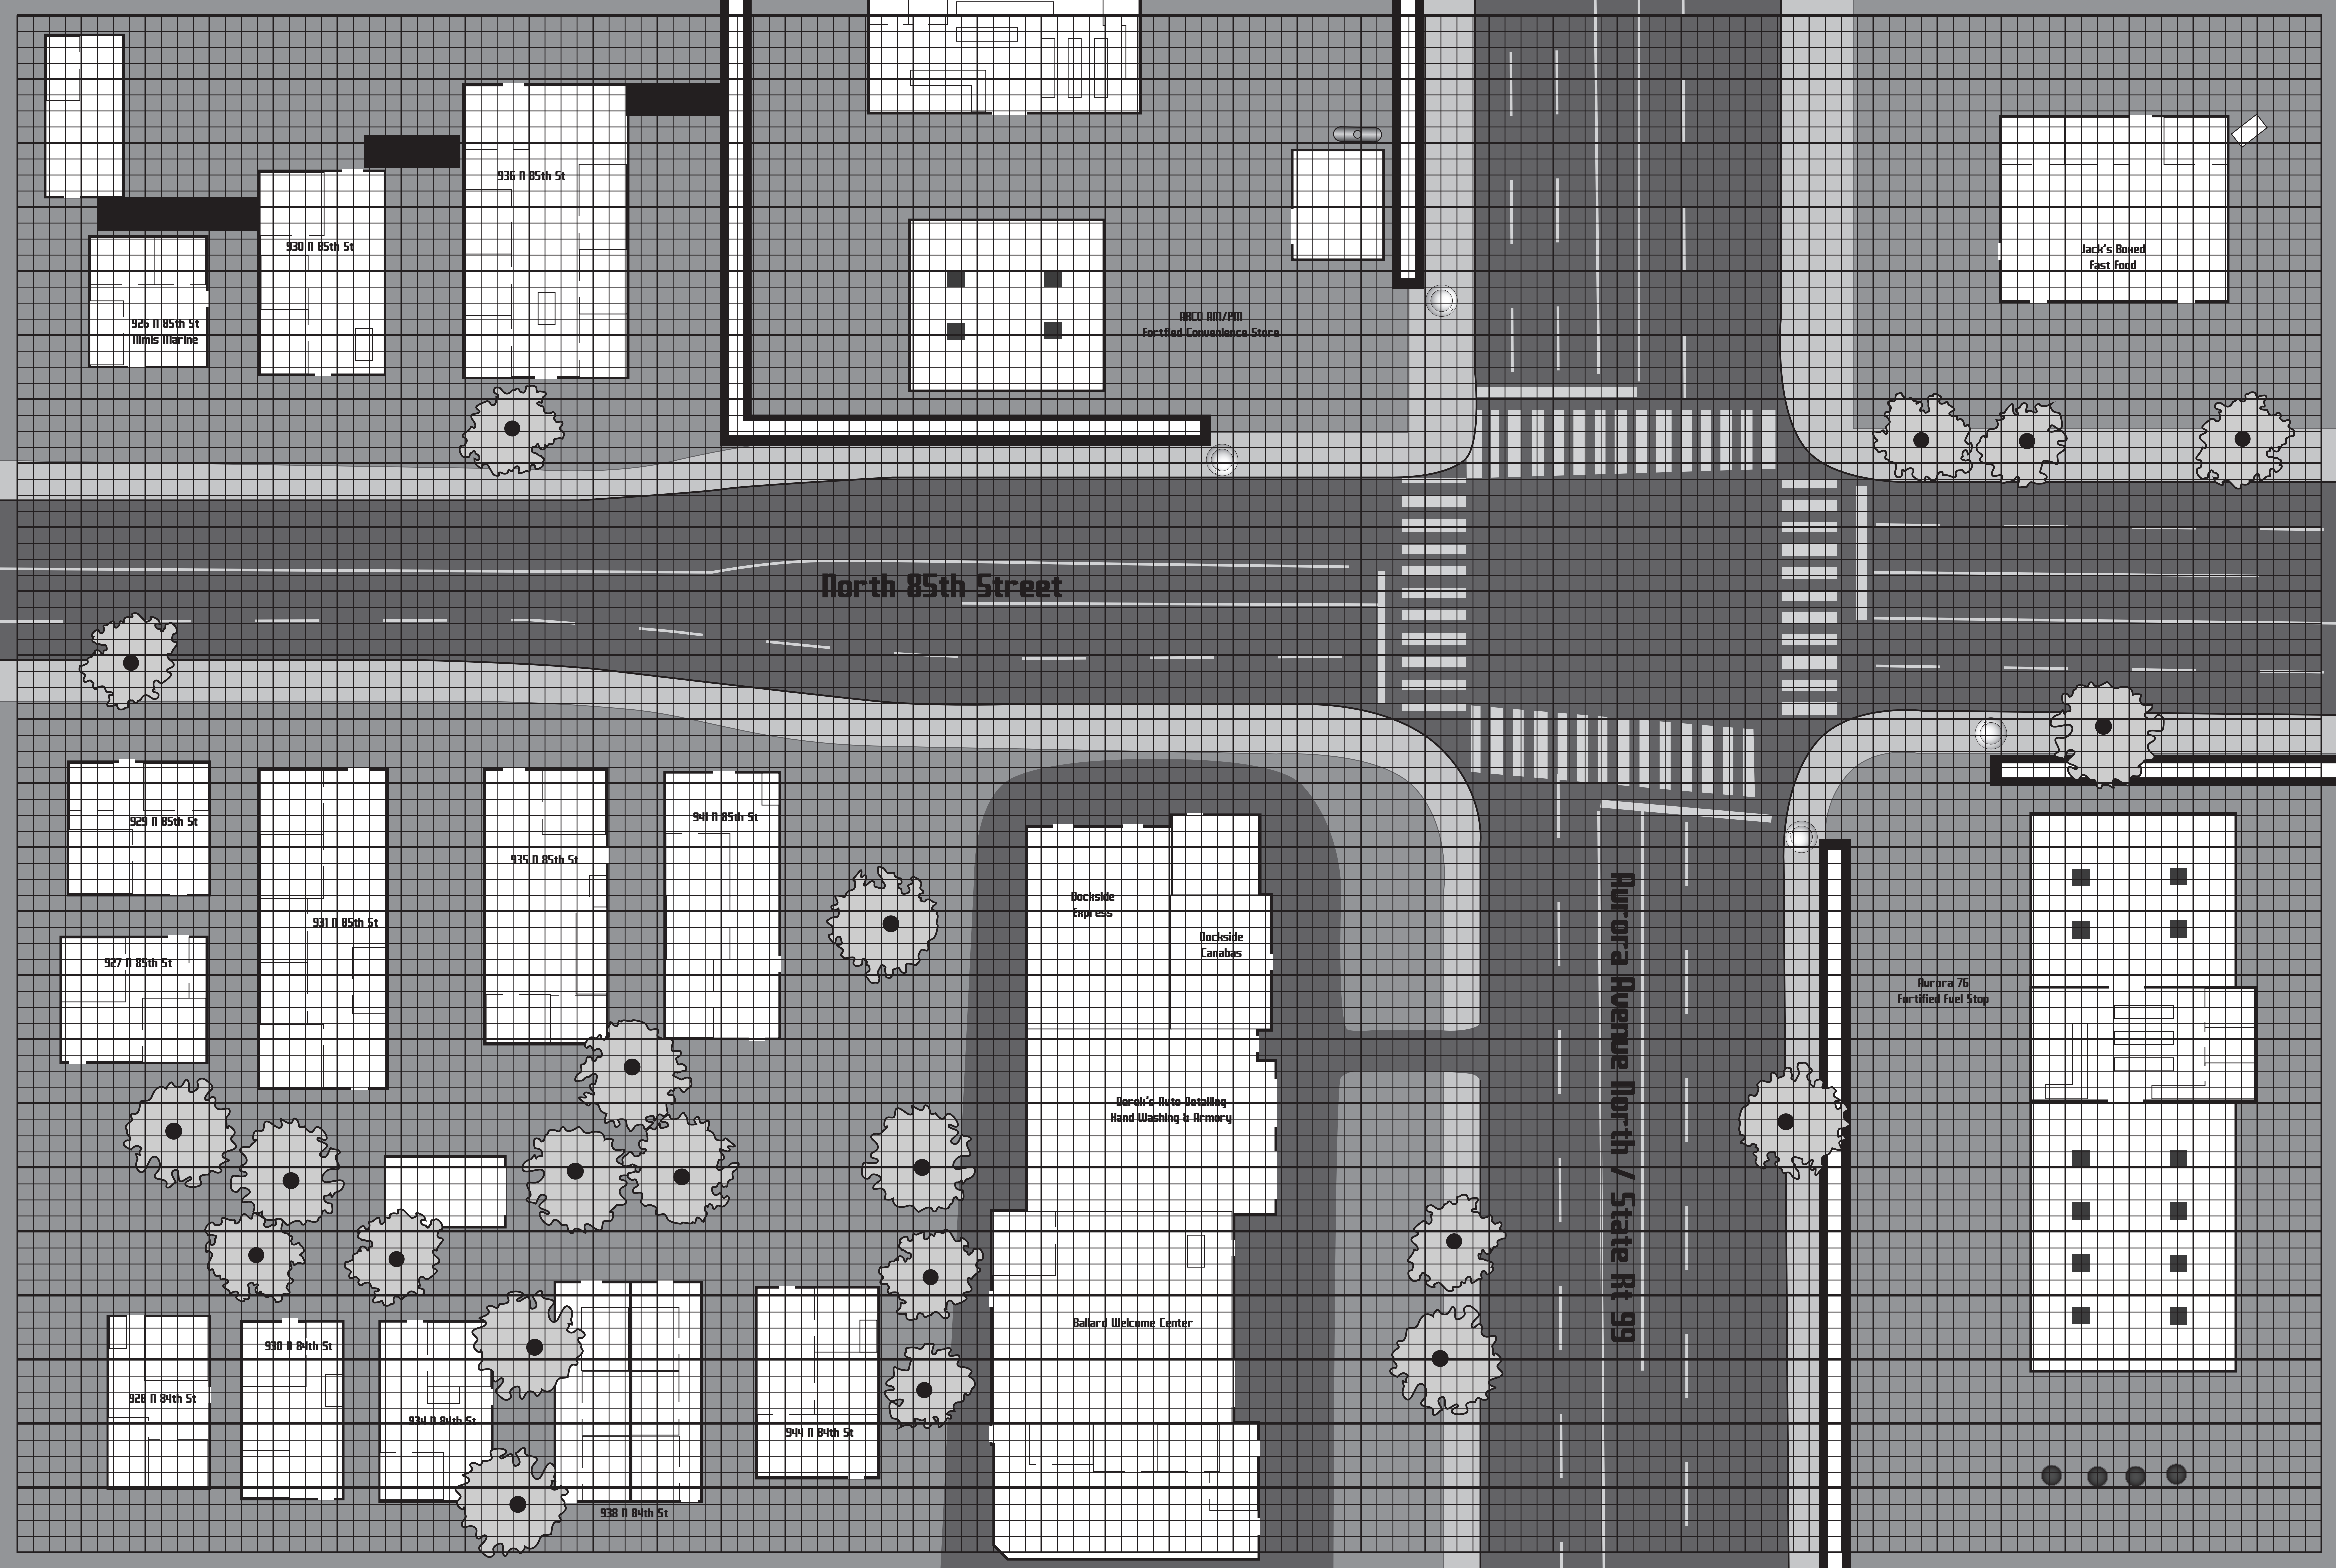 936 N 85th St
930 N 85th St
926 N 85th St
Nimis Marine
ARCO AM/PM
Fortfied Convenience Store
Jack's Boxed
Fast Food
North 85th Street
929 N 85th St
927 N 85th St
931 N 85th St
935 N 85th St
941 N 85th St
Dockside
Express
Dockside
Canabas
Derek's Auto Detailing
Hand Washing & Armory
Ballard Welcome Center
Aurora Avenue North / State Rt 99
Aurora 76
Fortified Fuel Stop
928 N 84th St
930 N 84th St
934 N 84th St
938 N 84th St
944 N 84th St